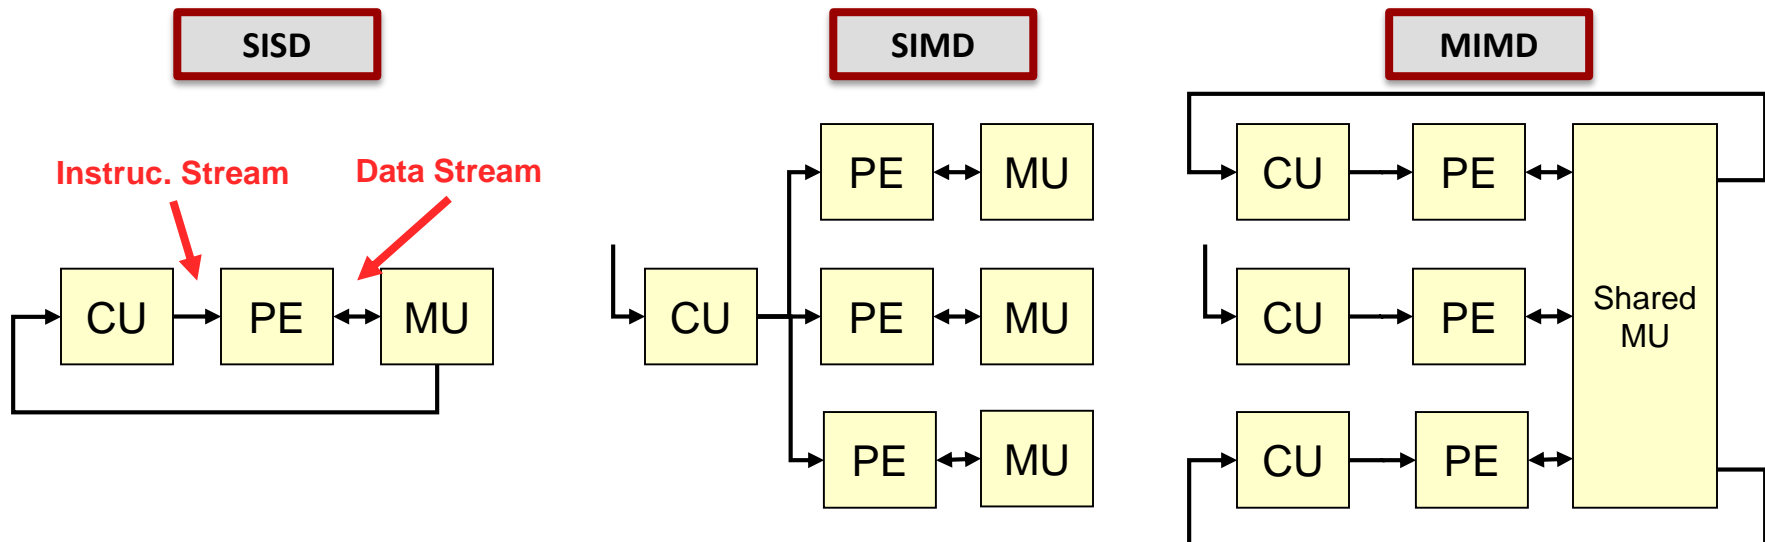 SISD
SIMD
MIMD
Instruc. Stream
Data Stream
CU
PE
MU
CU
PE
MU
PE
MU
PE
MU
CU
PE
CU
PE
CU
PE
Shared
MU